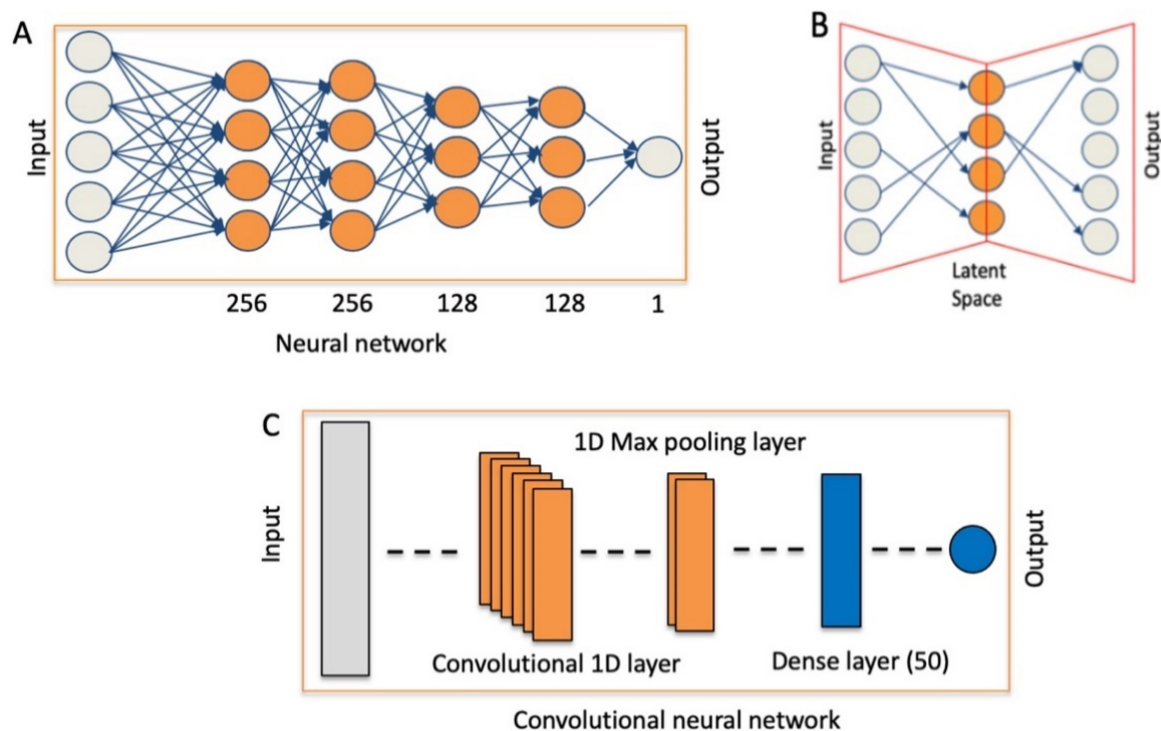 A
Input
Output
256 256 128 128 1
Neural network
B
Input
Output
Latent
Space
C
1D Max pooling layer
Input
Output
Convolutional 1D layer
Dense layer (50)
Convolutional neural network